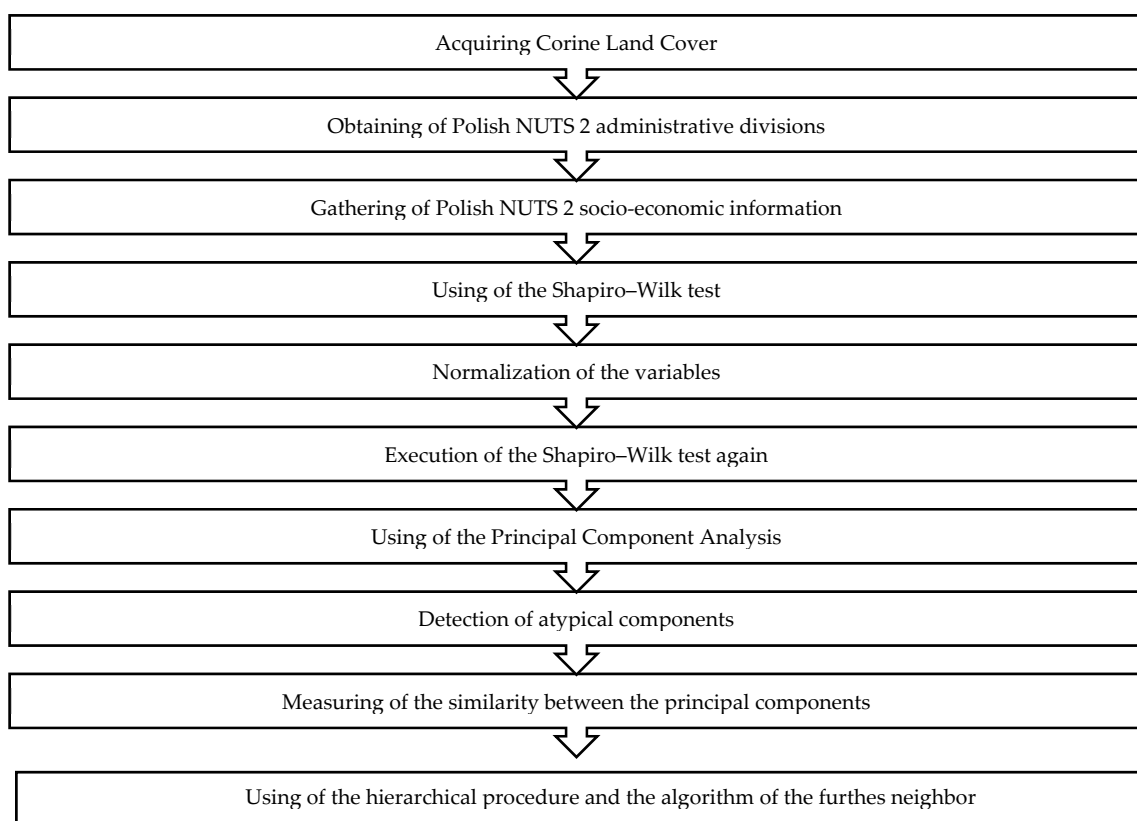 Acquiring Corine Land Cover
Obtaining of Polish NUTS 2 administrative divisions
Gathering of Polish NUTS 2 socio-economic information
Using of the Shapiro–Wilk test
Normalization of the variables
Execution of the Shapiro–Wilk test again
Using of the Principal Component Analysis
Detection of atypical components
Measuring of the similarity between the principal components
Using of the hierarchical procedure and the algorithm of the furthes neighbor